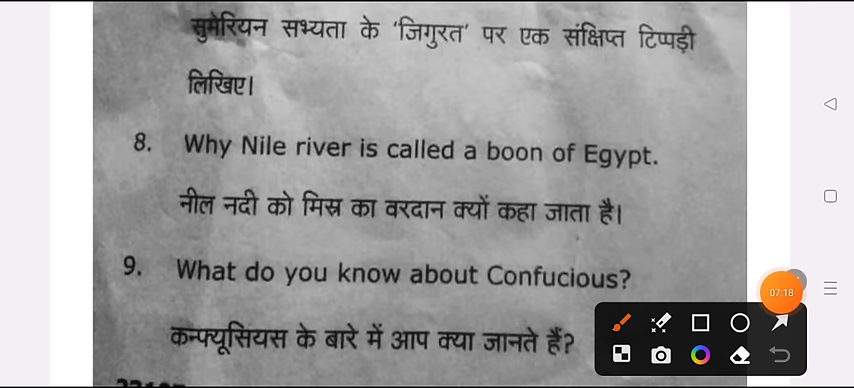 सुमेरियन सभ्यता के 'जिगुरत' पर एक संक्षिप्त टिप्पड़ी
लिखिए।
8. Why Nile river is called a boon of Egypt.
नील नदी को मिस्र का वरदान क्यों कहा जाता है।
9. What do you know about Confucious?
07:18
कन्फ्यूसियस के बारे में आप क्या जानते हैं?